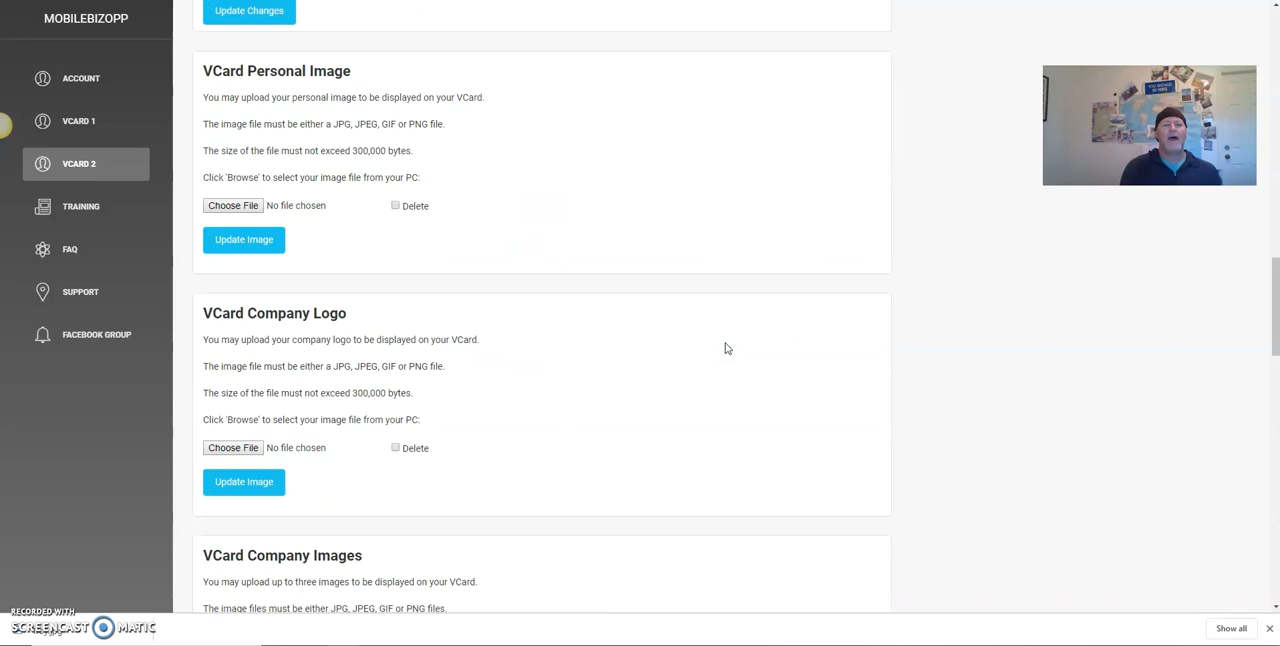 MOBILEBIZOPP
ACCOUNT
VCARD 1
VCARD 2
TRAINING
FAQ
SUPPORT
FACEBOOK GROUP
Update Changes
VCard Personal Image
You may upload your personal image to be displayed on your VCard.
The image file must be either a JPG, JPEG, GIF or PNG file.
The size of the file must not exceed 300,000 bytes.
Click 'Browse' to select your image file from your PC:
Choose File No file chosen Delete
Update Image
VCard Company Logo
You may upload your company logo to be displayed on your VCard.
The image file must be either a JPG, JPEG, GIF or PNG file.
The size of the file must not exceed 300,000 bytes.
Click 'Browse' to select your image file from your PC:
Choose File No file chosen Delete
Update Image
VCard Company Images
You may upload up to three images to be displayed on your VCard.
The image files must be either JPG, JPEG, GIF or PNG files.
RECORDED WITH
SCREENCAST MATIC
Show all